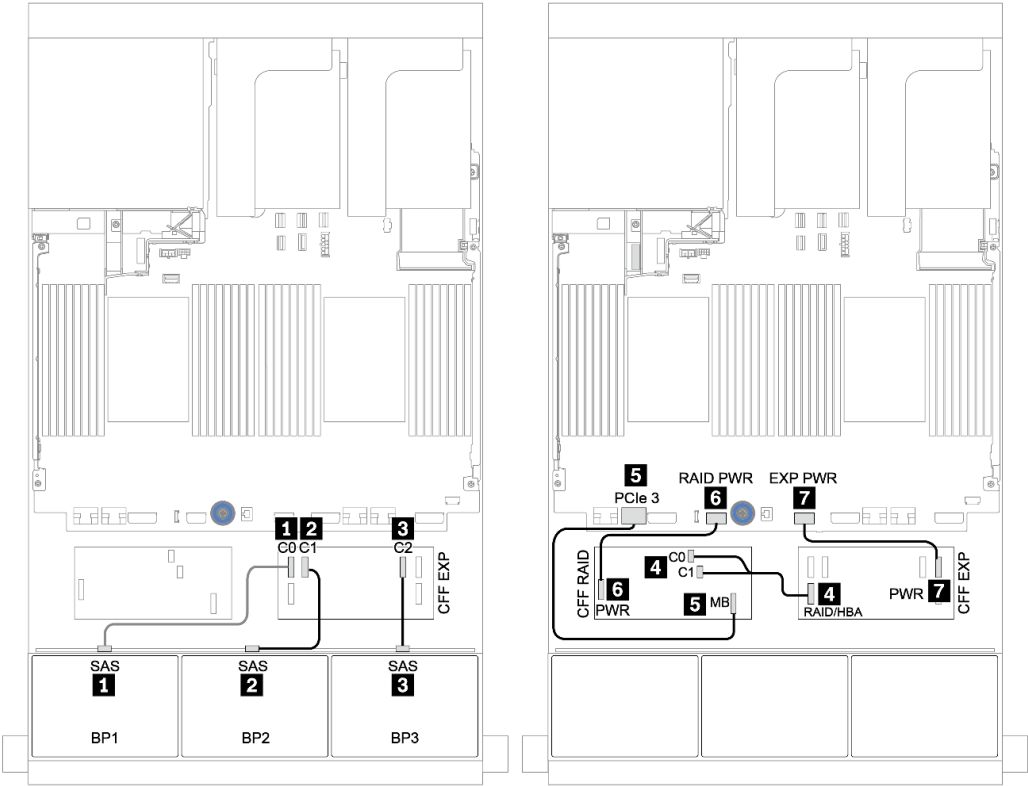 1 2 3
C0 C1 C2
CFF EXP
SAS SAS SAS
1 2 3
BP1 BP2 BP3
5 RAID PWR EXP PWR
PCIe 3 6 7
CFF RAID
4 C0
C1
6
PWR
5 MB
4
RAID/HBA
PWR 7
CFF EXP